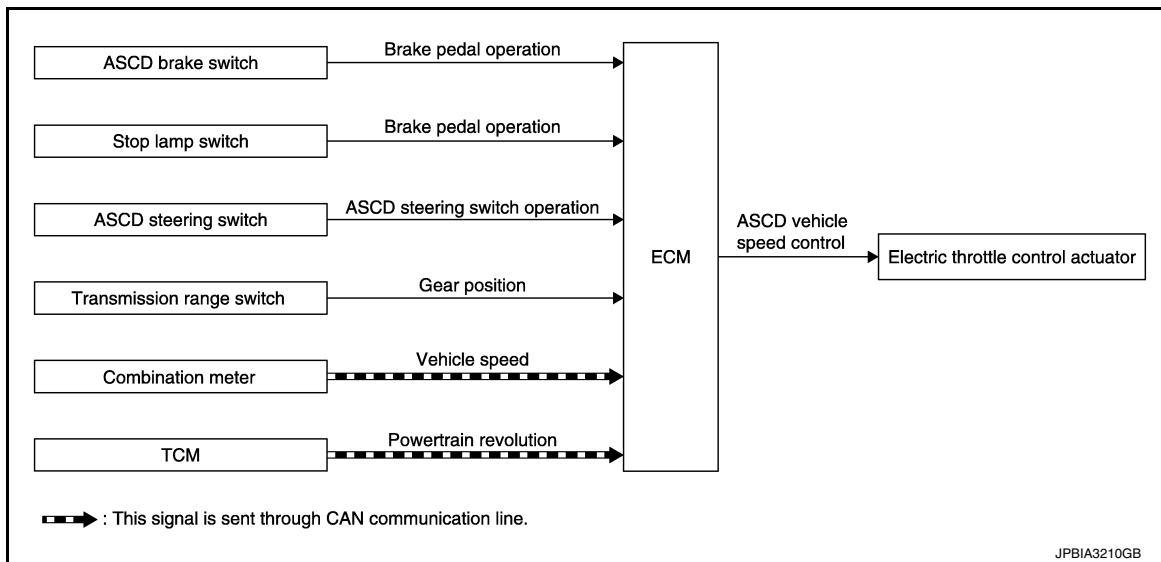 ASCD brake switch
Brake pedal operation
Stop lamp switch
Brake pedal operation
ASCD steering switch
ASCD steering switch operation
Transmission range switch
Gear position
Combination meter
Vehicle speed
TCM
Powertrain revolution
ECM
ASCD vehicle
speed control
Electric throttle control actuator
: This signal is sent through CAN communication line.
JPBIA3210GB